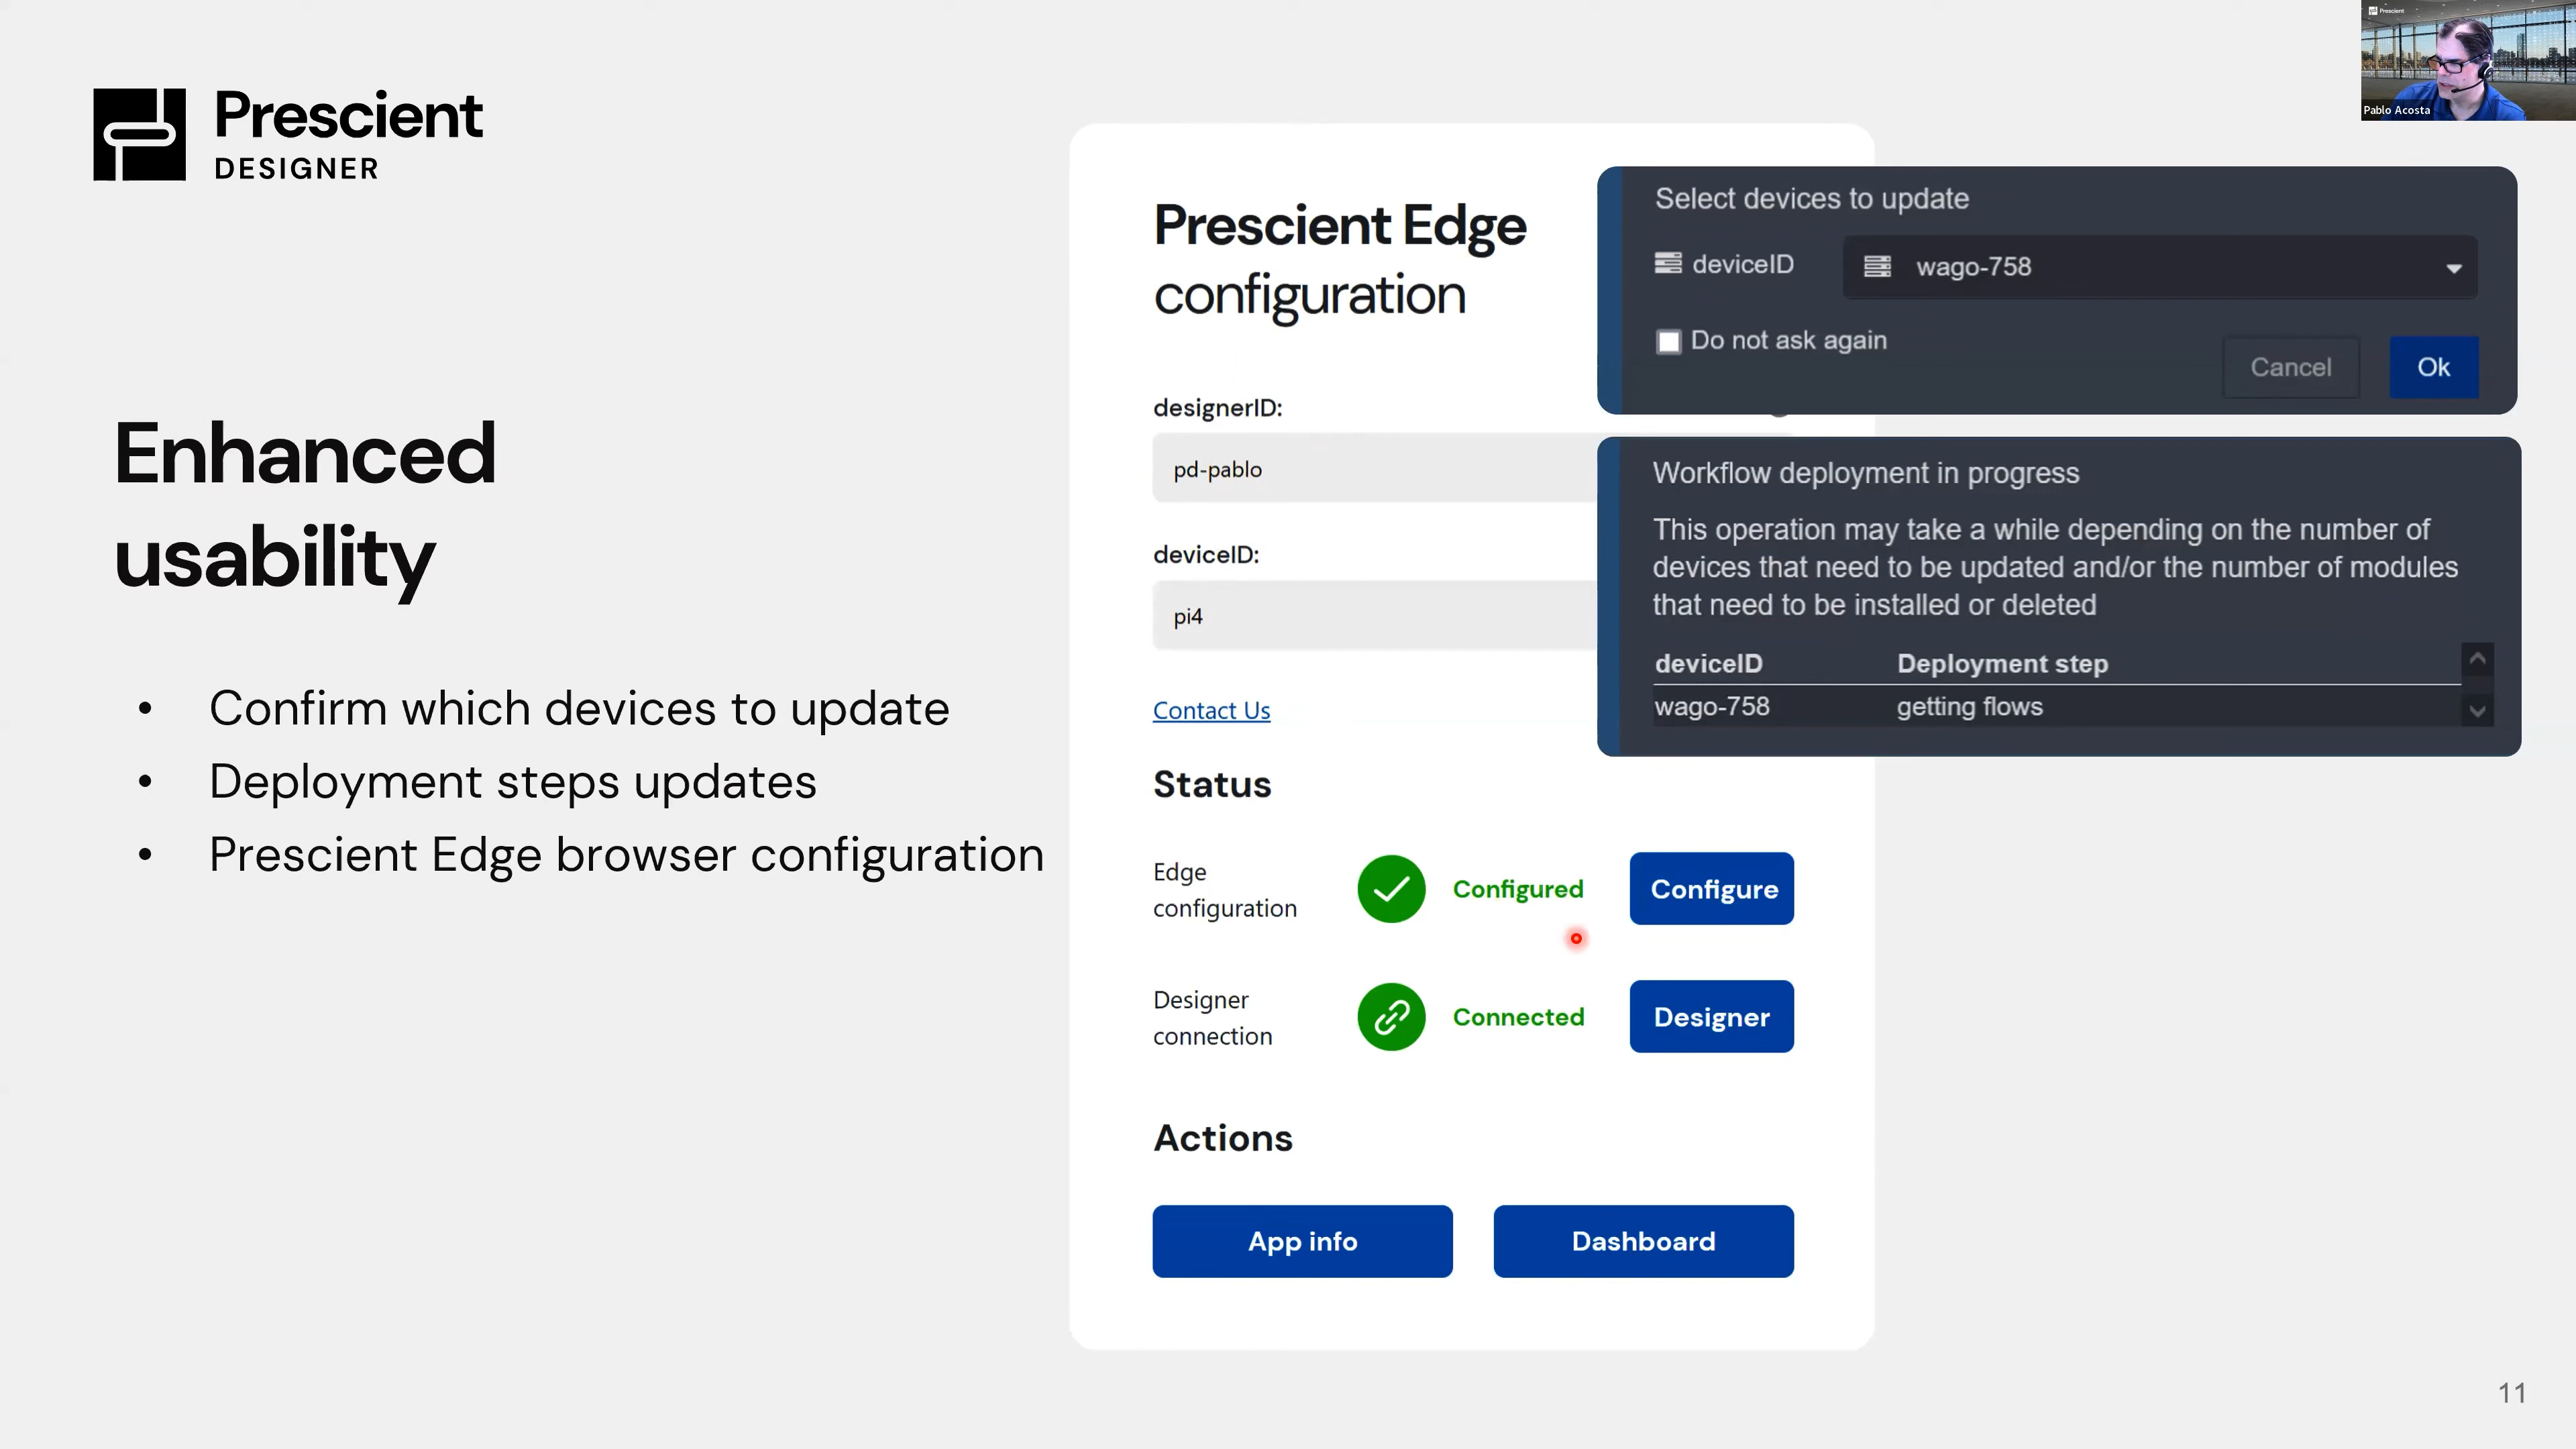 Prescient
DESIGNER
Enhanced
usability
• Confirm which devices to update
• Deployment steps updates
• Prescient Edge browser configuration
Prescient Edge
configuration
designerID:
pd-pablo
deviceID:
pi4
Contact Us
Status
Edge
configuration
Configured
Configure
Designer
connection
Connected
Designer
Actions
App info
Dashboard
Select devices to update
deviceID
wago-758
Do not ask again
Cancel
Ok
Workflow deployment in progress
This operation may take a while depending on the number of
devices that need to be updated and/or the number of modules
that need to be installed or deleted
deviceID Deployment step
wago-758 getting flows
Prescient
Pablo Acosta
11